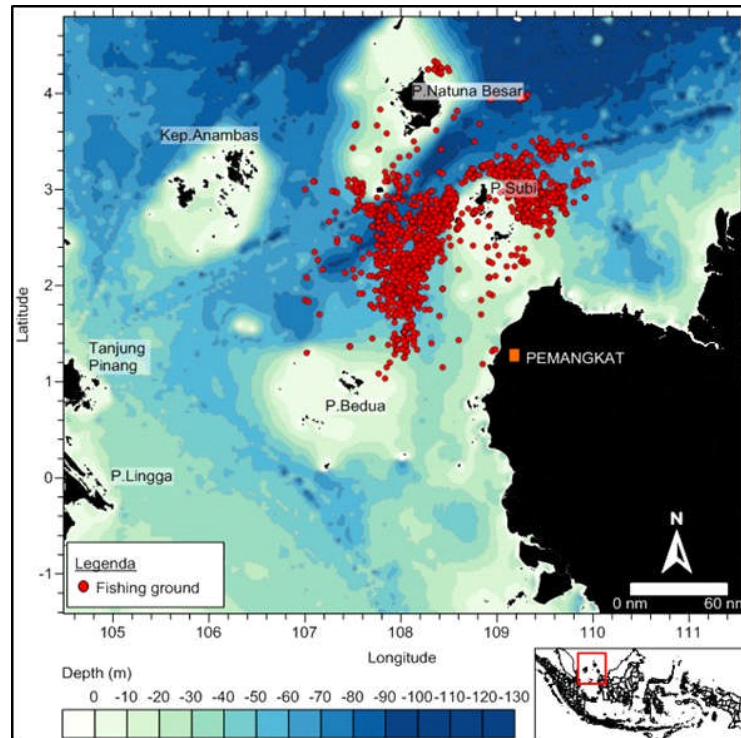 P.Natuna Besar
Kep.Anambas
P.Subi
Tanjung
Pinang
PEMANGKAT
P.Bedua
P.Lingga
Legenda
Fishing ground
N
0 nm 60 nm
4
3
2
1
0
-1
Latitude
105 106 107 108 109 110 111
Longitude
Depth (m)
0 -10 -20 -30 -40 -50 -60 -70 -80 -90 -100 -110 -120 -130